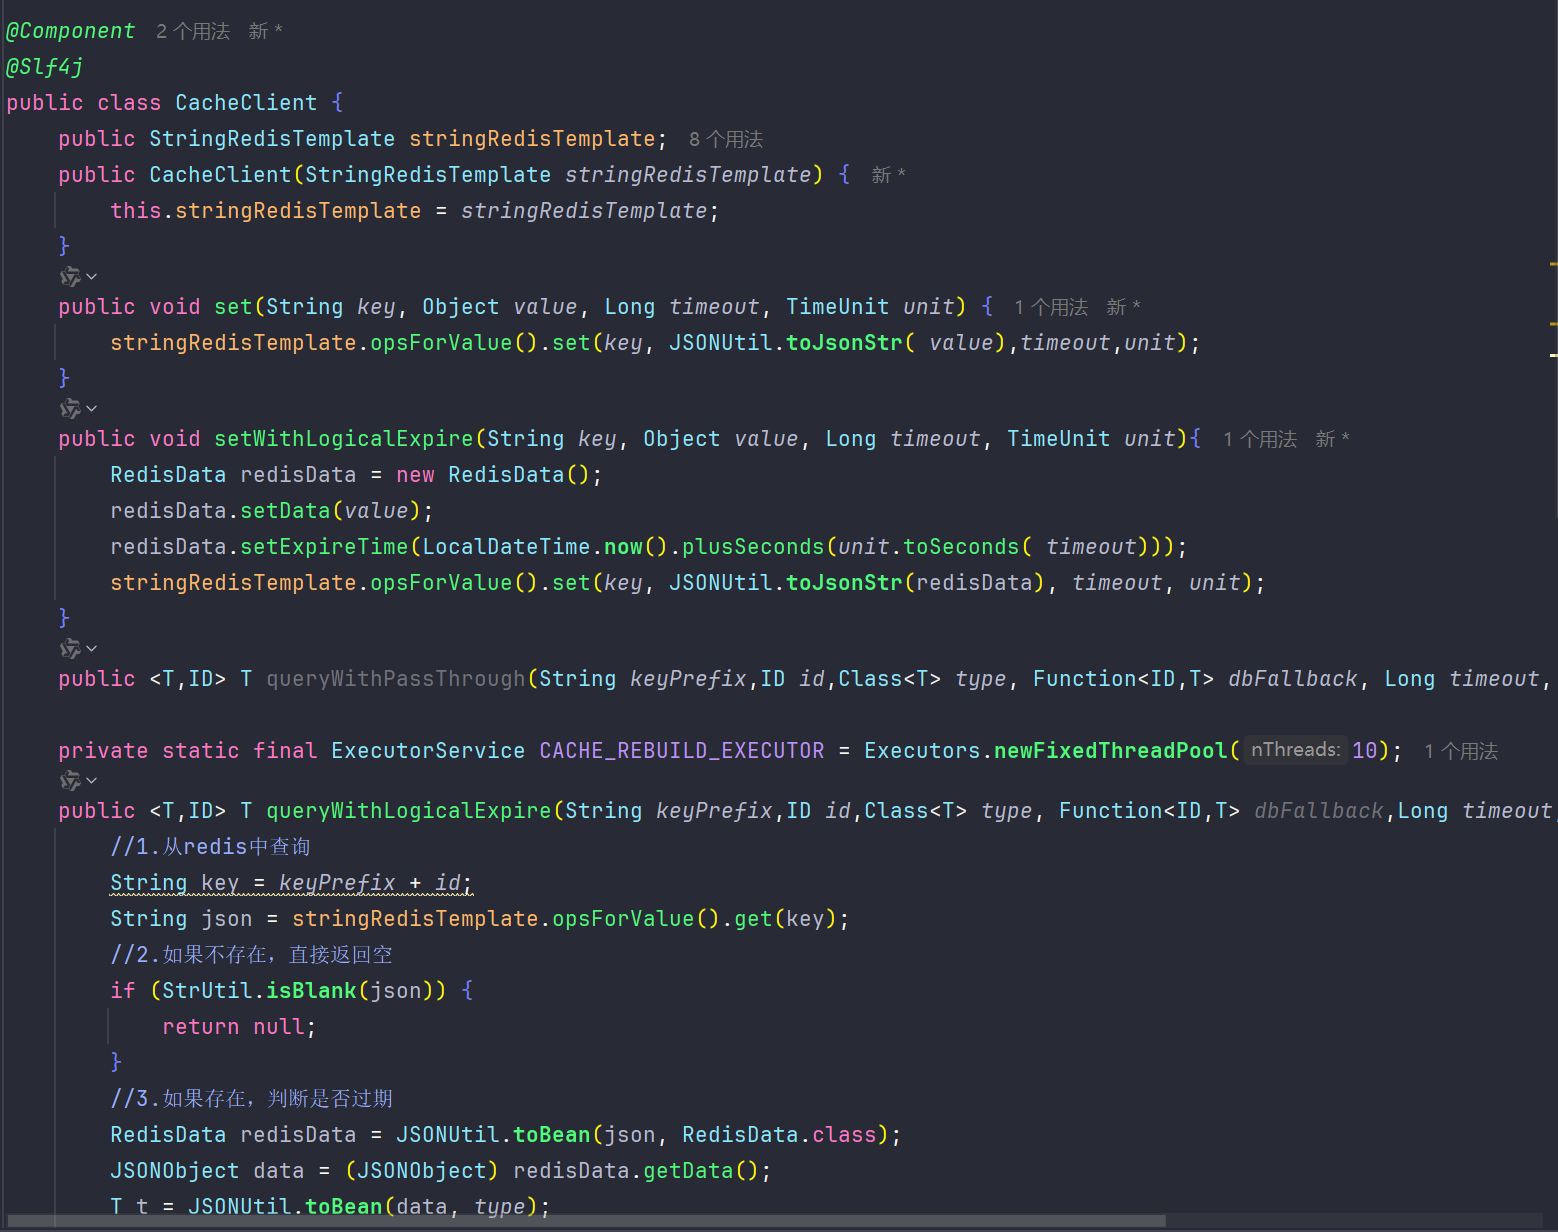 @Component 2 个用法 新 *
@Slf4j
public class CacheClient {
public StringRedisTemplate stringRedisTemplate; 8 个用法
public CacheClient(StringRedisTemplate stringRedisTemplate) { 新 *
this.stringRedisTemplate = stringRedisTemplate;
}
public void set(String key, Object value, Long timeout, TimeUnit unit) { 1 个用法 新 *
stringRedisTemplate.opsForValue().set(key, JSONUtil.toJsonStr( value),timeout,unit);
}
public void setWithLogicalExpire(String key, Object value, Long timeout, TimeUnit unit){ 1 个用法 新 *
RedisData redisData = new RedisData();
redisData.setData(value);
redisData.setExpireTime(LocalDateTime.now().plusSeconds(unit.toSeconds( timeout)));
stringRedisTemplate.opsForValue().set(key, JSONUtil.toJsonStr(redisData), timeout, unit);
}
public <T,ID> T queryWithPassThrough(String keyPrefix,ID id,Class<T> type, Function<ID,T> dbFallback, Long timeout,
private static final ExecutorService CACHE_REBUILD_EXECUTOR = Executors.newFixedThreadPool( nThreads: 10); 1 个用法
public <T,ID> T queryWithLogicalExpire(String keyPrefix,ID id,Class<T> type, Function<ID,T> dbFallback,Long timeout,
//1.从redis中查询
String key = keyPrefix + id;
String json = stringRedisTemplate.opsForValue().get(key);
//2.如果不存在，直接返回空
if (StrUtil.isBlank(json)) {
return null;
}
//3.如果存在，判断是否过期
RedisData redisData = JSONUtil.toBean(json, RedisData.class);
JSONObject data = (JSONObject) redisData.getData();
T t = JSONUtil.toBean(data, type);